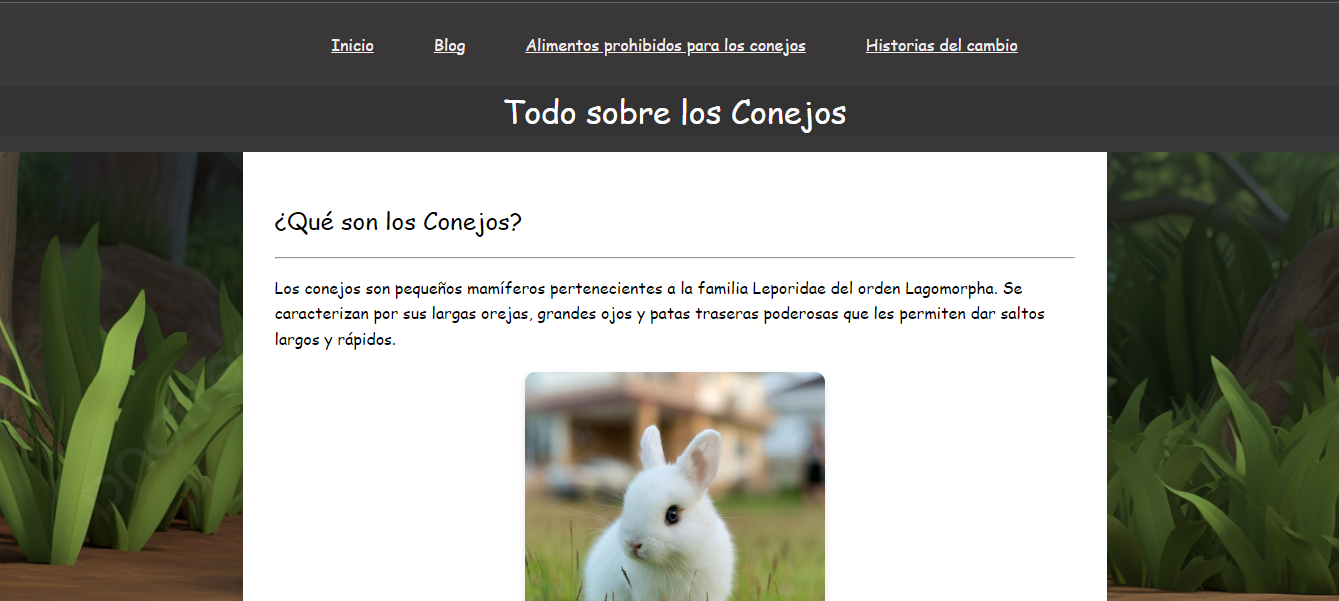 Inicio Blog Alimentos prohibidos para los conejos Historias del cambio
Todo sobre los Conejos
¿Qué son los Conejos?
Los conejos son pequeños mamíferos pertenecientes a la familia Leporidae del orden Lagomorpha. Se
caracterizan por sus largas orejas, grandes ojos y patas traseras poderosas que les permiten dar saltos
largos y rápidos.